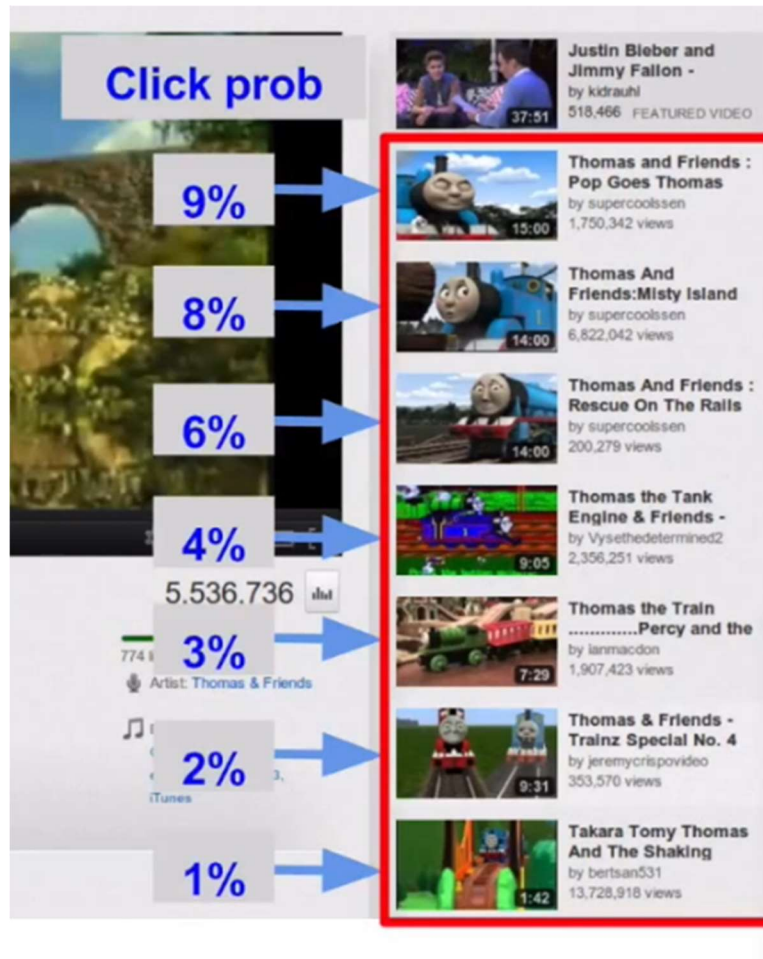 Click prob
9%
8%
6%
4%
5.536.736
774
3%
Artist: Thomas & Friends
2%
iTunes
1%
Justin Bieber and
Jimmy Fallon -
by kidrauhl
518,466 FEATURED VIDEO
37:51
Thomas and Friends :
Pop Goes Thomas
by supercoolssen
1,750,342 views
15:00
Thomas And
Friends:Misty Island
by supercoolssen
6,822,042 views
14:00
Thomas And Friends :
Rescue On The Rails
by supercoolssen
200,279 views
14:00
Thomas the Tank
Engine & Friends -
by Vysethedetermined2
2,356,251 views
9:05
Thomas the Train
.............Percy and the
by ianmacdon
1,907,423 views
7:29
Thomas & Friends -
Trainz Special No. 4
by jeremycrispovideo
353,570 views
9:31
Takara Tomy Thomas
And The Shaking
by bertsan531
13,728,918 views
1:42